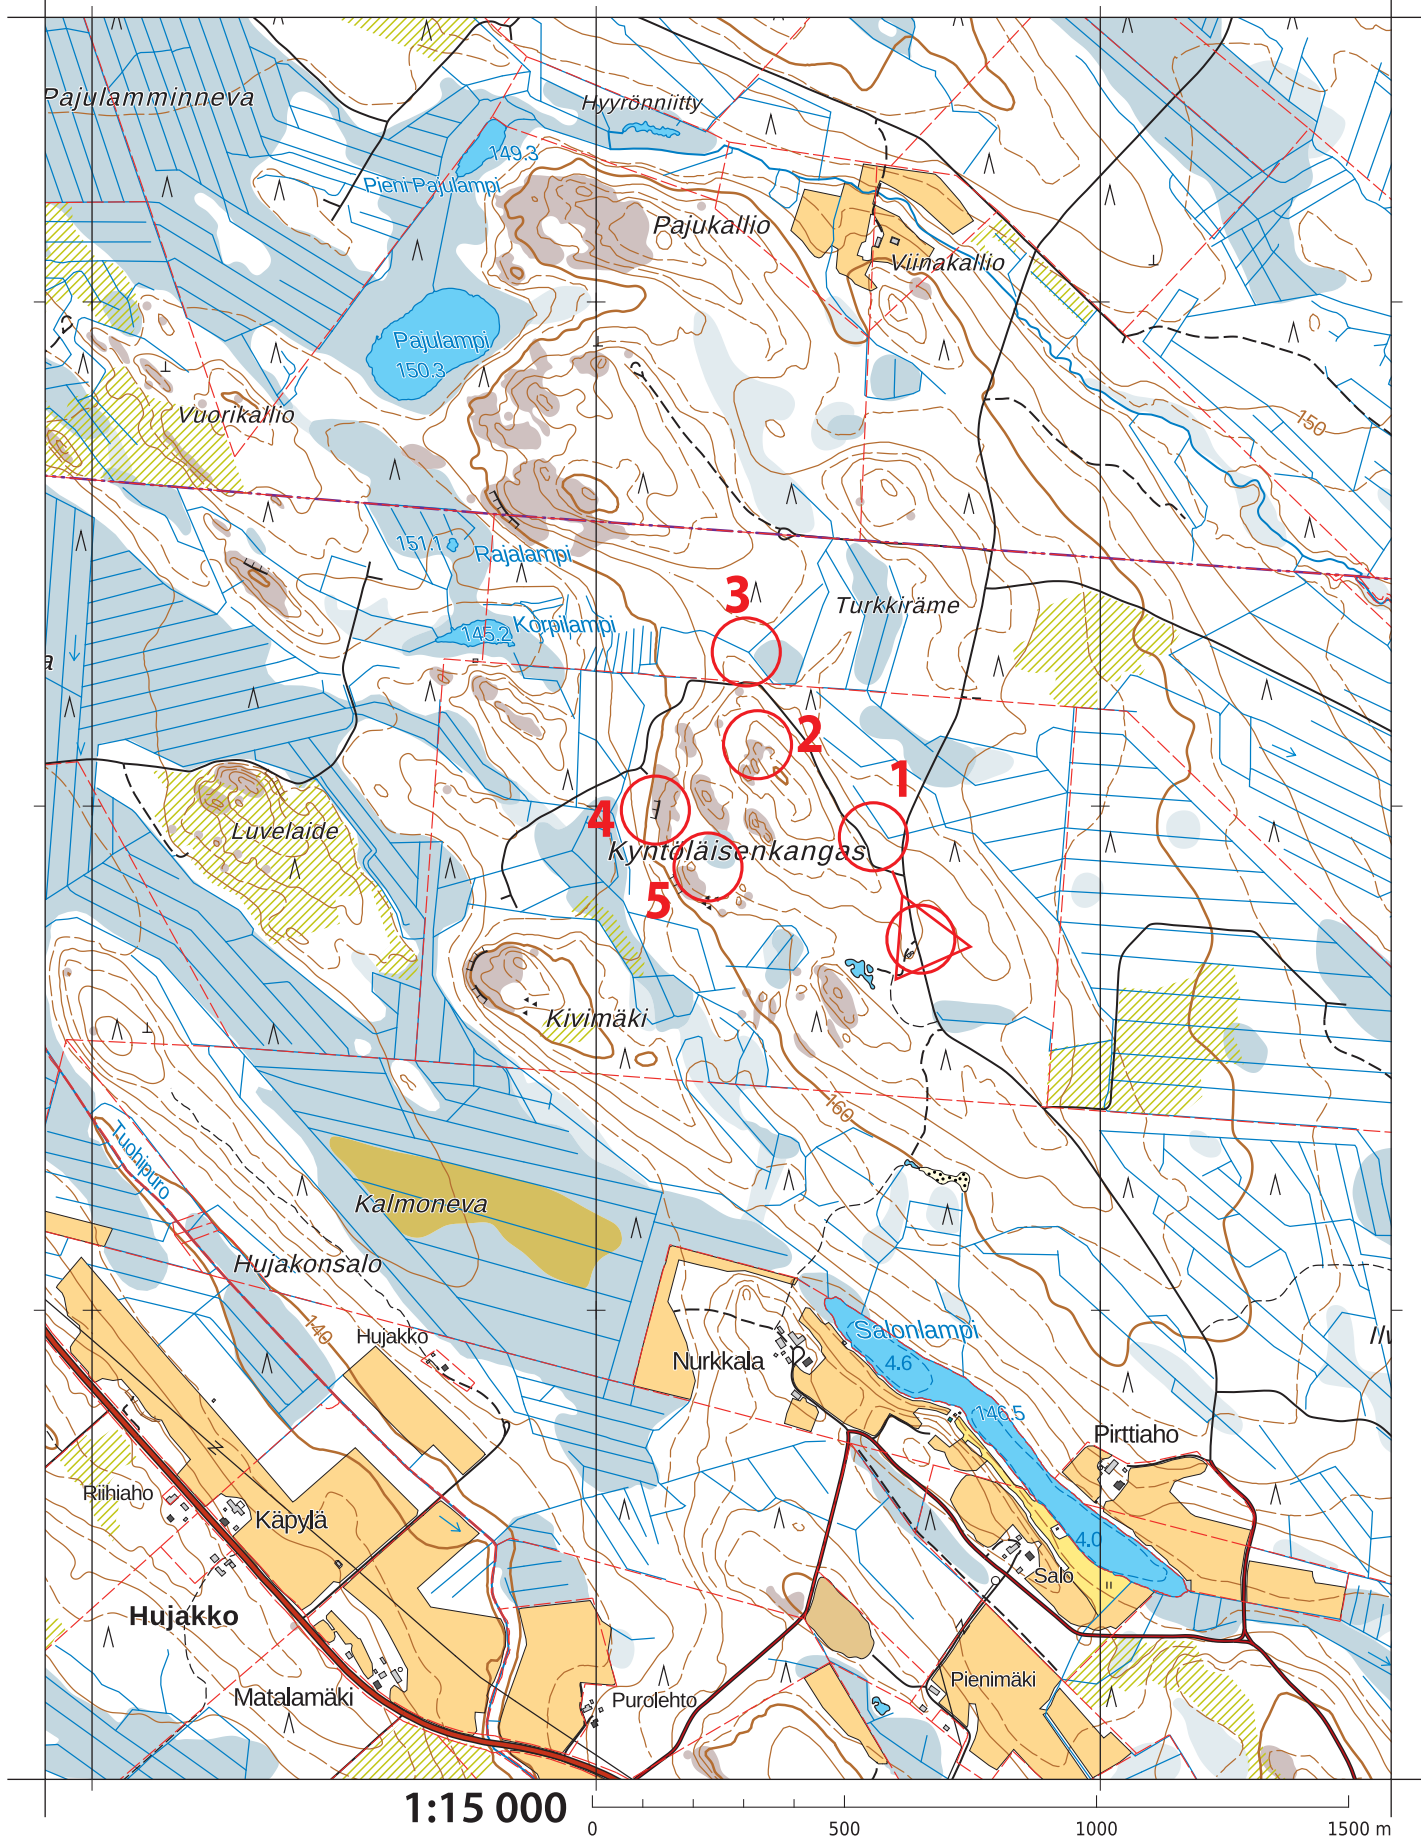 Pajulamminneva
Hyyrönniitty
149.3
Pieni Pajulampi
Pajukallio
Viinakallio
Pajulampi
150.3
Vuorikallio
150
151.1
Rajalampi
3
Turkkiräme
145.2
Korpilampi
a
2
1
4
Luvelaide
Kyntöläisenkangas
5
Kivimäki
160
Tuohipuro
Kalmoneva
Hujakonsalo
140
Hujakko
Salonlampi
4.6
Nurkkala
146.5
Pirttiaho
Riihiaho
Käpylä
4.0
Salo
Hujakko
Pienimäki
Matalamäki
Purolehto
1:15 000
0
500
1000
1500 m